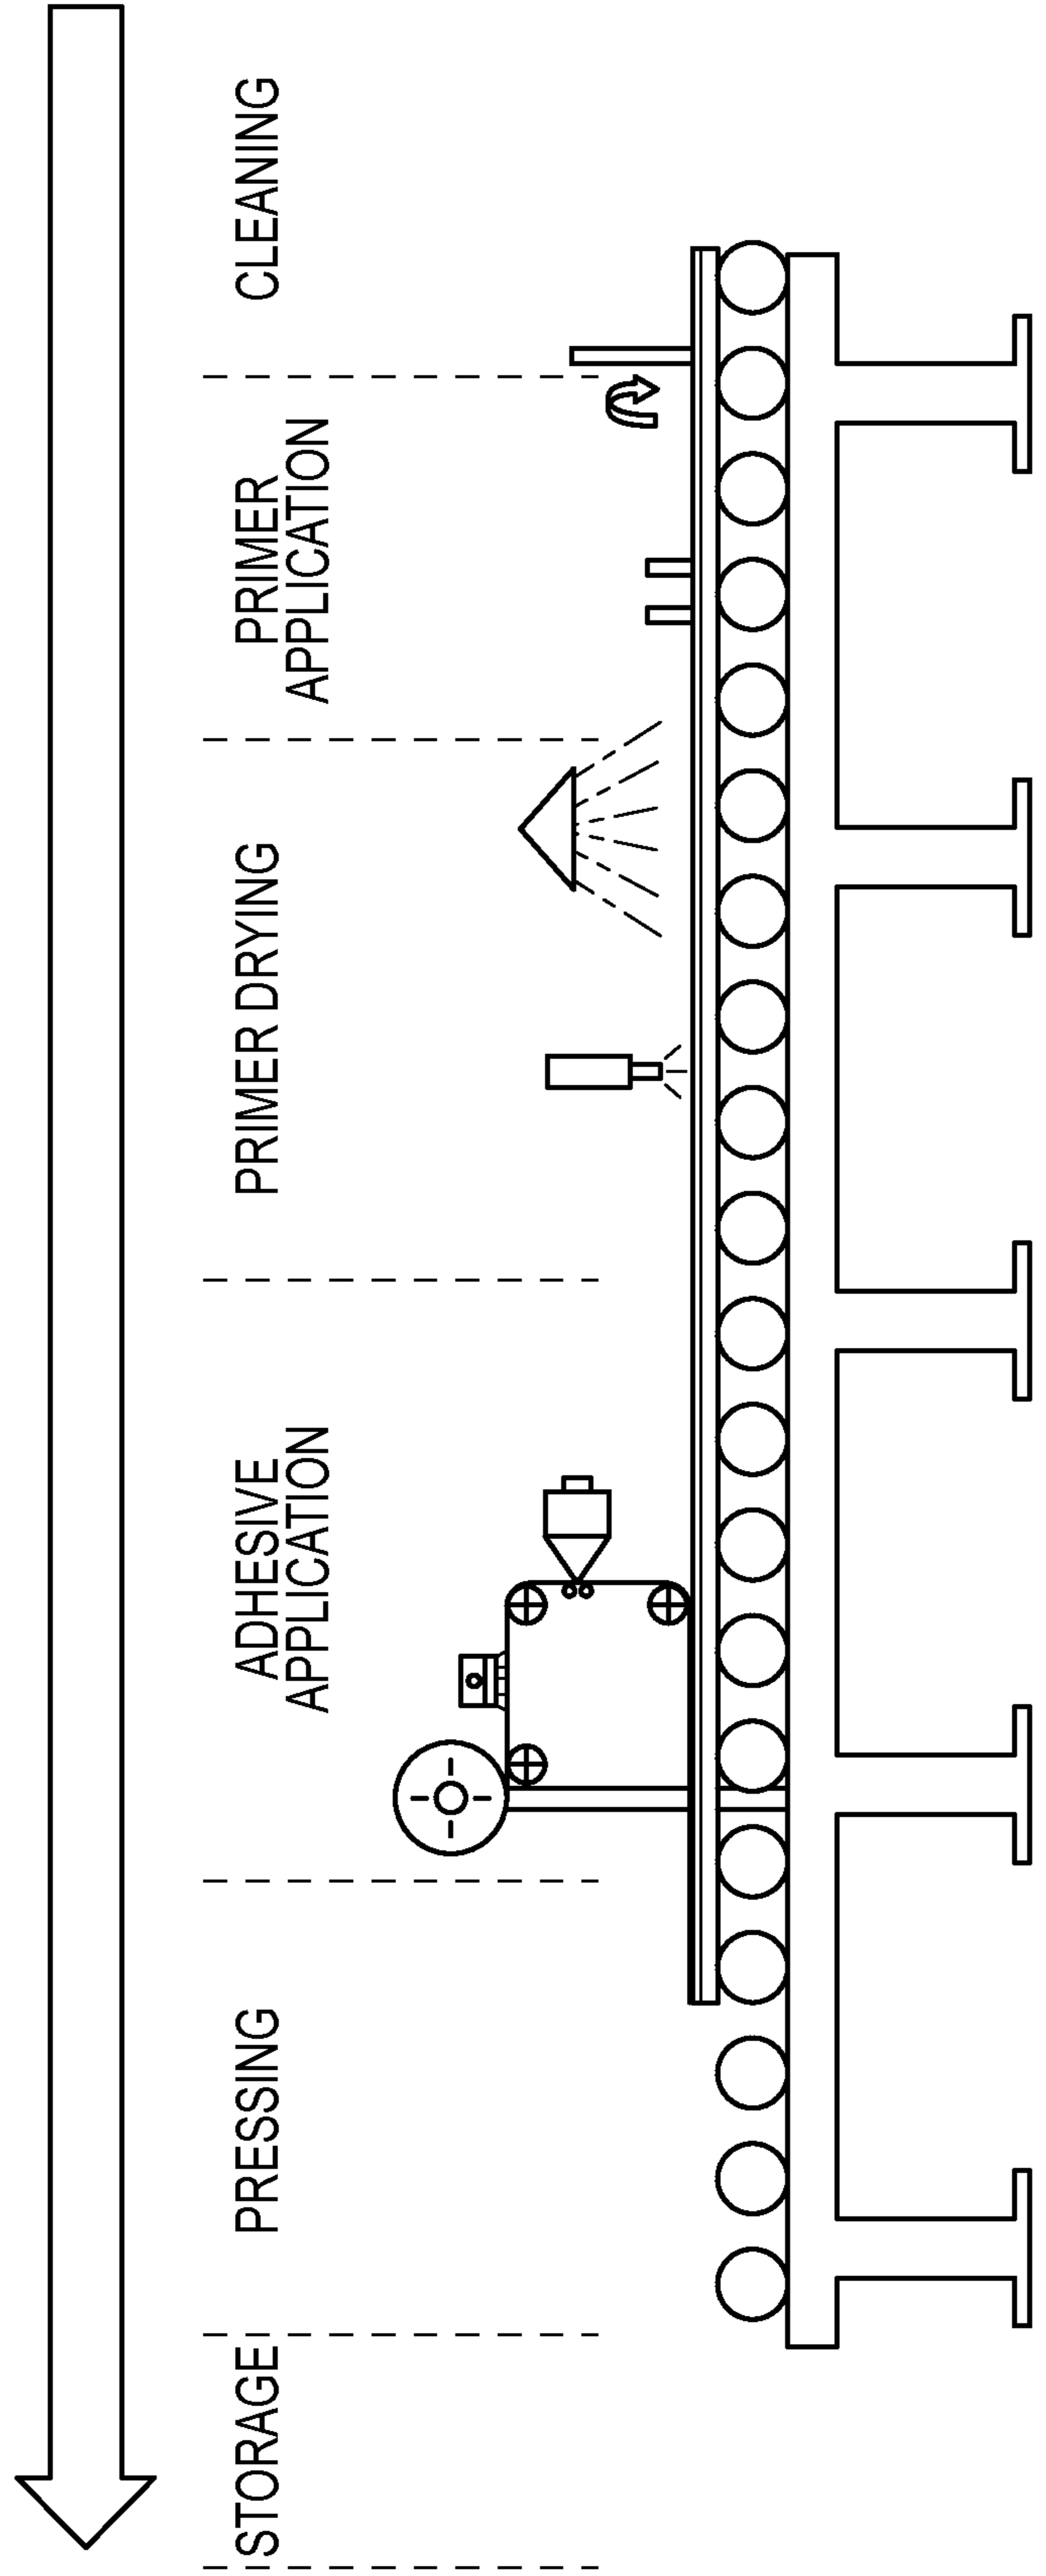 CLEANING
PRIMER
APPLICATION
PRIMER DRYING
ADHESIVE
APPLICATION
PRESSING
STORAGE